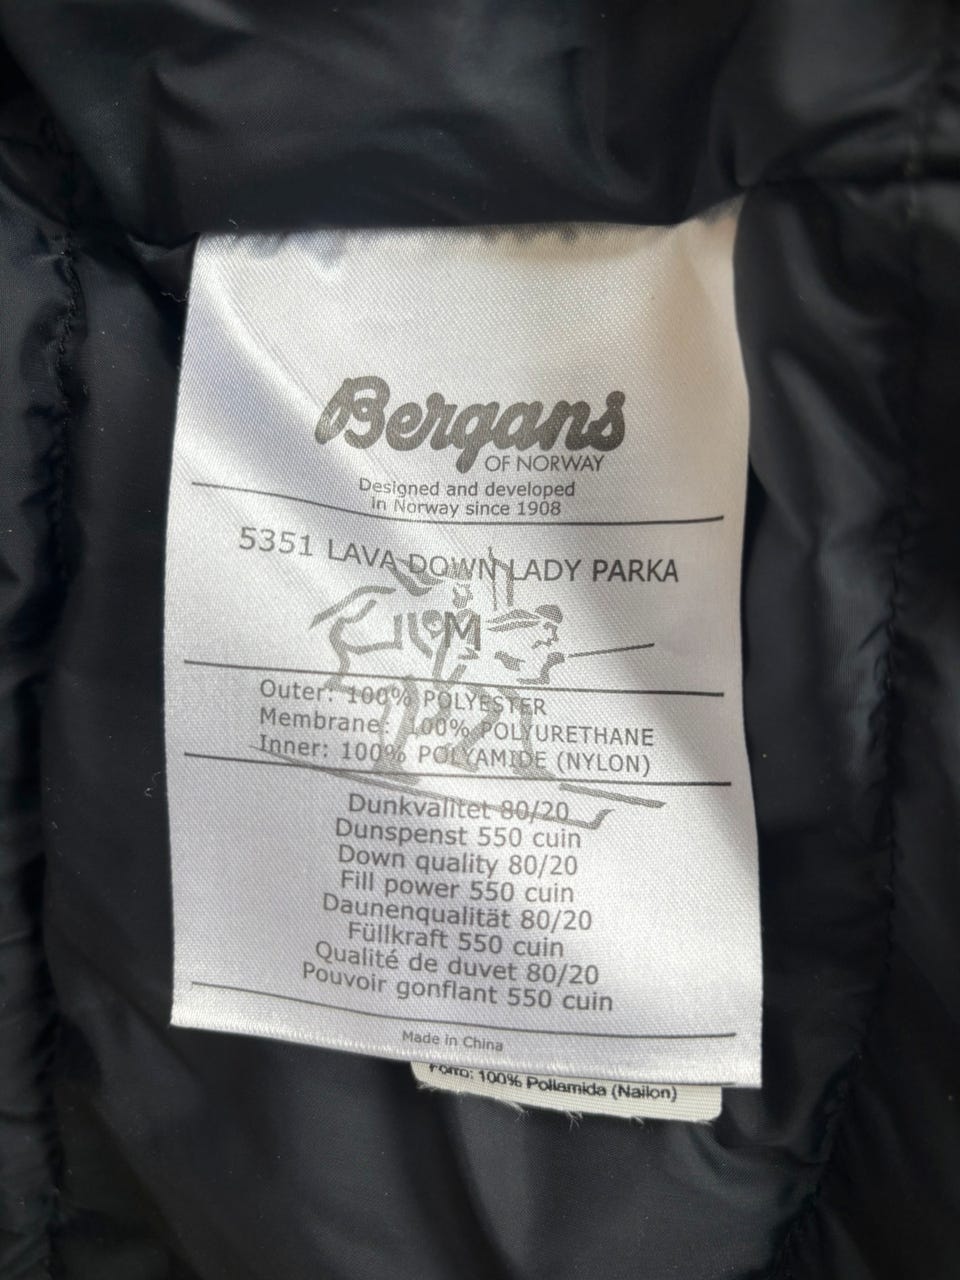 Bergans
OF NORWAY
Designed and developed
in Norway since 1908
5351 LAVA DOWN LADY PARKA
M
Outer: 100% POLYESTER
Membrane: 100% POLYURETHANE
Inner: 100% POLYAMIDE (NYLON)
Dunkvalitet 80/20
Dunspenst 550 cuin
Down quality 80/20
Fill power 550 cuin
Daunenqualität 80/20
Füllkraft 550 cuin
Qualité de duvet 80/20
Pouvoir gonflant 550 cuin
Made in China
Forro: 100% Poliamida (Nailon)